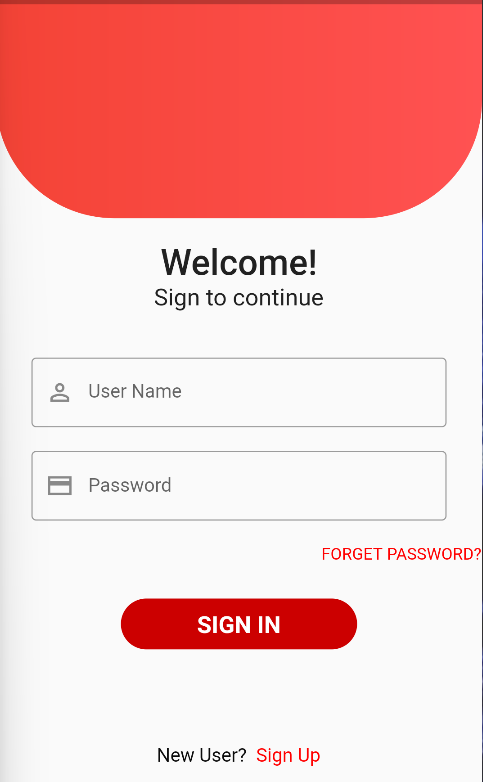 Welcome!
Sign to continue
User Name
Password
FORGET PASSWORD?
SIGN IN
New User? Sign Up